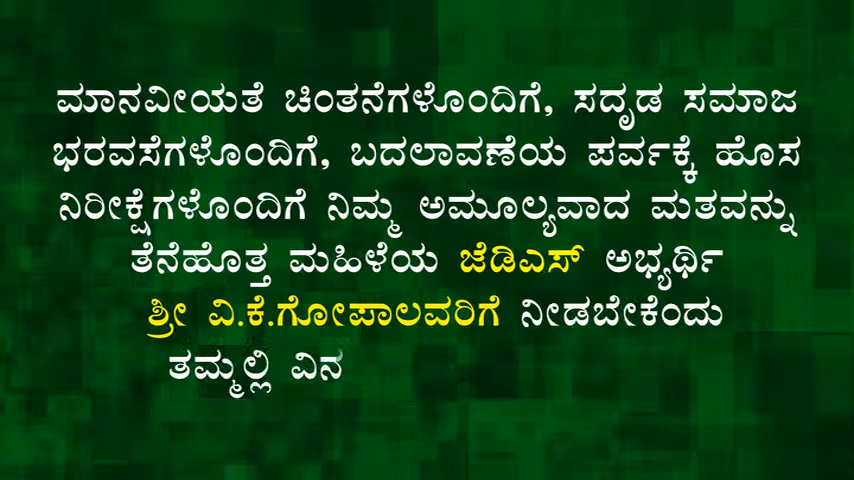 ಮಾನವೀಯತೆ ಚಿಂತನೆಗಳೊಂದಿಗೆ, ಸದೃಡ ಸಮಾಜ
ಭರವಸೆಗಳೊಂದಿಗೆ, ಬದಲಾವಣೆಯ ಪರ್ವಕ್ಕೆ ಹೊಸ
ನಿರೀಕ್ಷೆಗಳೊಂದಿಗೆ ನಿಮ್ಮ ಅಮೂಲ್ಯವಾದ ಮತವನ್ನು
ತೆನೆಹೊತ್ತ ಮಹಿಳೆಯ ಜೆಡಿಎಸ್ ಅಭ್ಯರ್ಥಿ
ಶ್ರೀ ವಿ.ಕೆ.ಗೋಪಾಲವರಿಗೆ ನೀಡಬೇಕೆಂದು
ತಮ್ಮಲ್ಲಿ ವಿನ